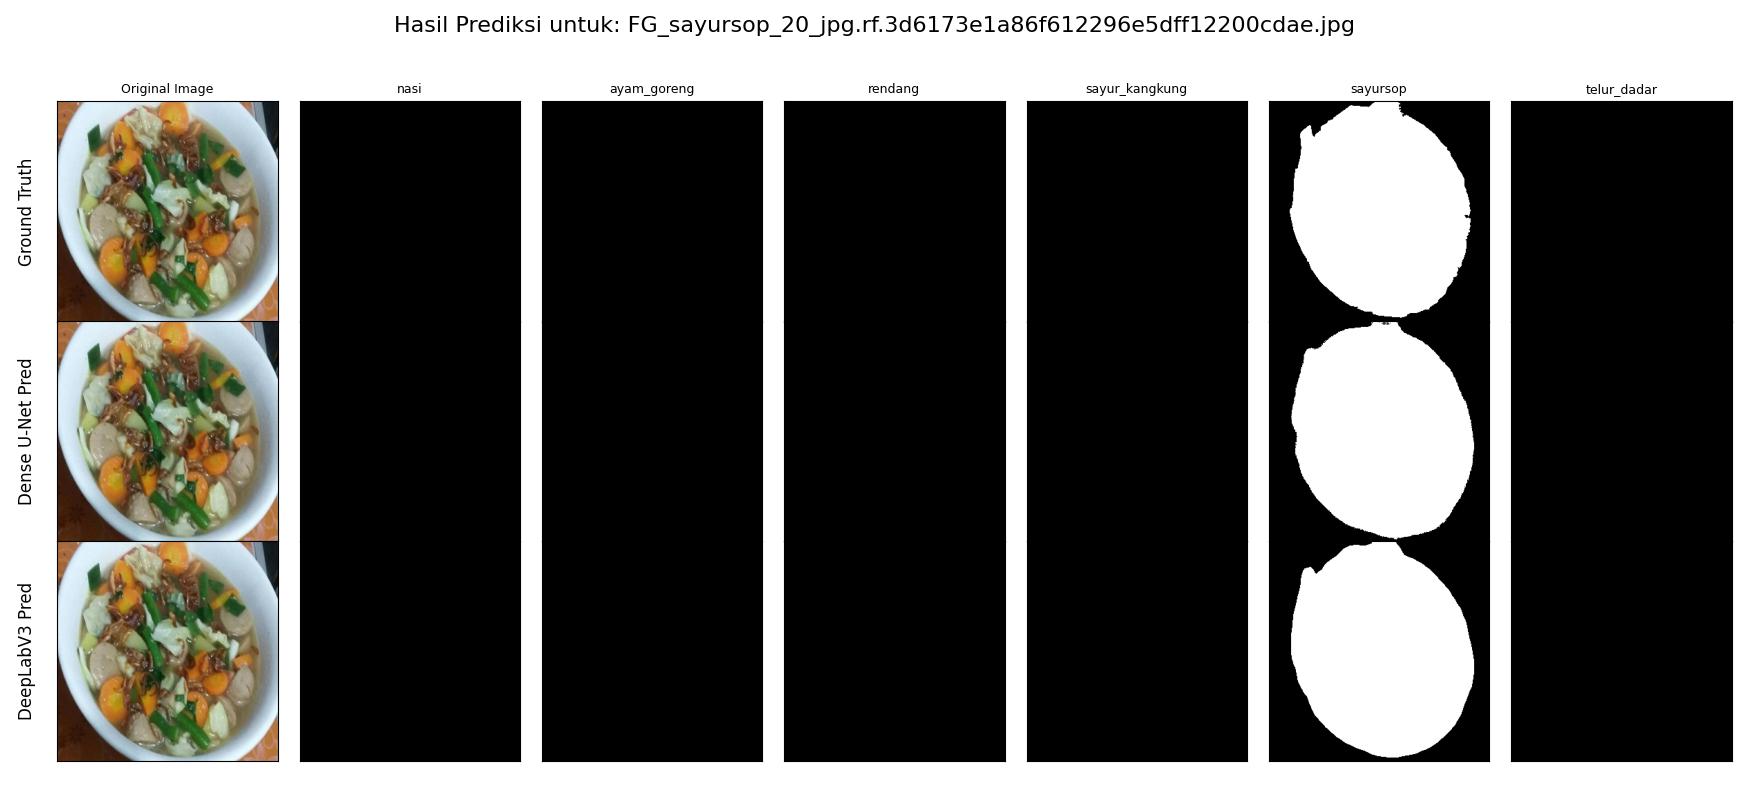 Hasil Prediksi untuk: FG_sayursop_20_jpg.rf.3d6173e1a86f612296e5dff12200cdae.jpg
Original Image
nasi
ayam_goreng
rendang
sayur_kangkung
sayursop
telur_dadar
Ground Truth
Dense U-Net Pred
DeepLabV3 Pred